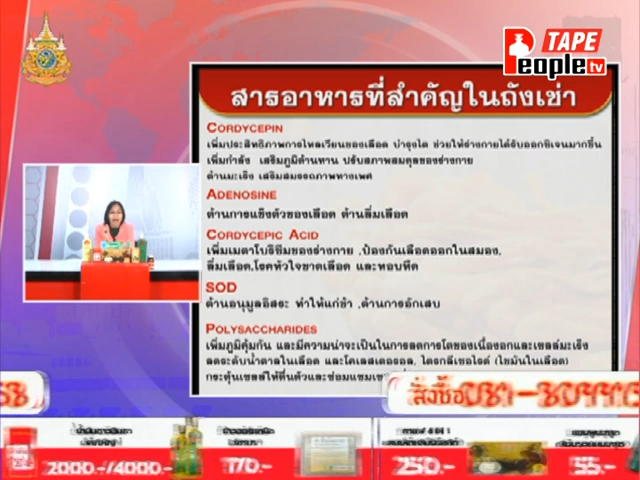 TAPE
People tv
สารอาหารที่สำคัญในถังเช่า
CORDYCEPIN
เพิ่มประสิทธิภาพการไหลเวียนของเลือด บำรุงไต ช่วยให้ร่างกายได้รับออกซิเจนมากขึ้น
เพิ่มกำลัง เสริมภูมิต้านทาน ปรับสภาพสมดุลของร่างกาย
ต้านมะเร็ง เสริมสมรรถภาพทางเพศ
ADENOSINE
ต้านการแข็งตัวของเลือด ต้านลิ่มเลือด
CORDYCEPIC ACID
เพิ่มเมตาโบริซึมของร่างกาย ,ป้องกันเลือดออกในสมอง,
ลิ่มเลือด,โรคหัวใจขาดเลือด และหอบหืด
SOD
ต้านอนุมูลอิสระ ทำให้แก่ช้า ,ต้านการอักเสบ
POLYSACCHARIDES
เพิ่มภูมิคุ้มกัน และมีความน่าจะเป็นในการลดการโตของเนื้องอกและเซลล์มะเร็ง
ลดระดับน้ำตาลในเลือด และโคเลสเตอรอล, ไตรกลีเซอไรด์ (ไขมันในเลือด)
กระตุ้นเซลล์ให้ตื่นตัวและซ่อมแซม
สั่งซื้อ
2000.-/4000.- 170.- 250.- 55.-